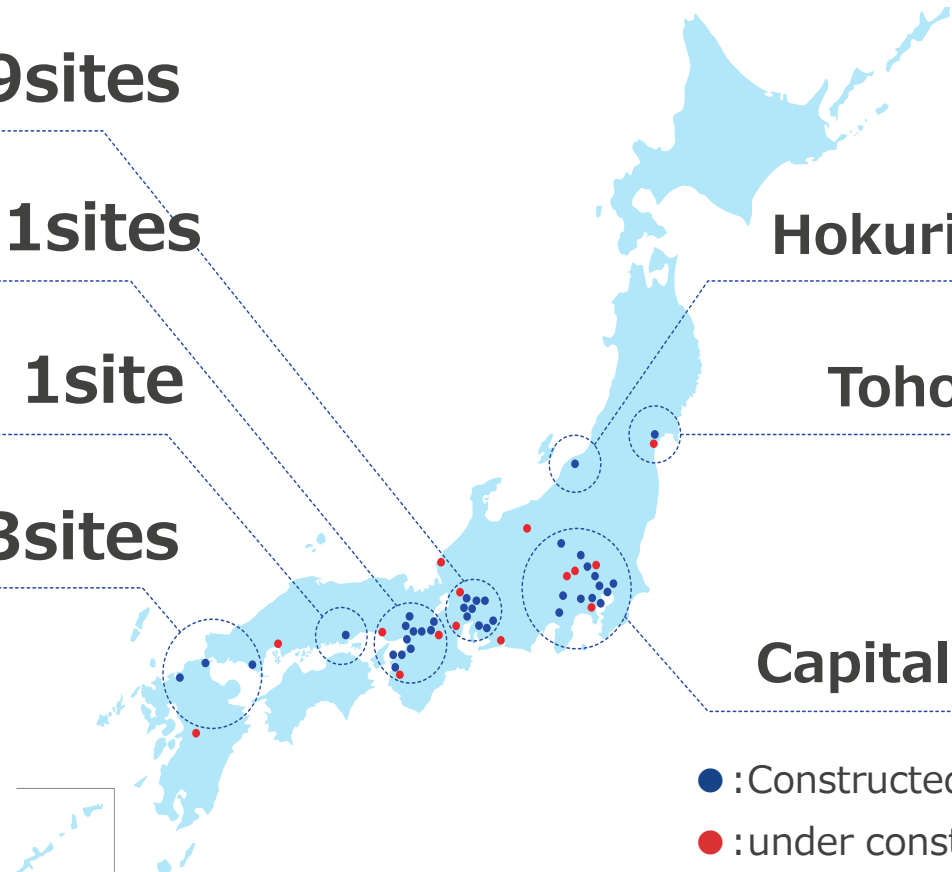 9sites
1sites
1site
3sites
Hokuri
Toho
Capital
:Constructed
:under const